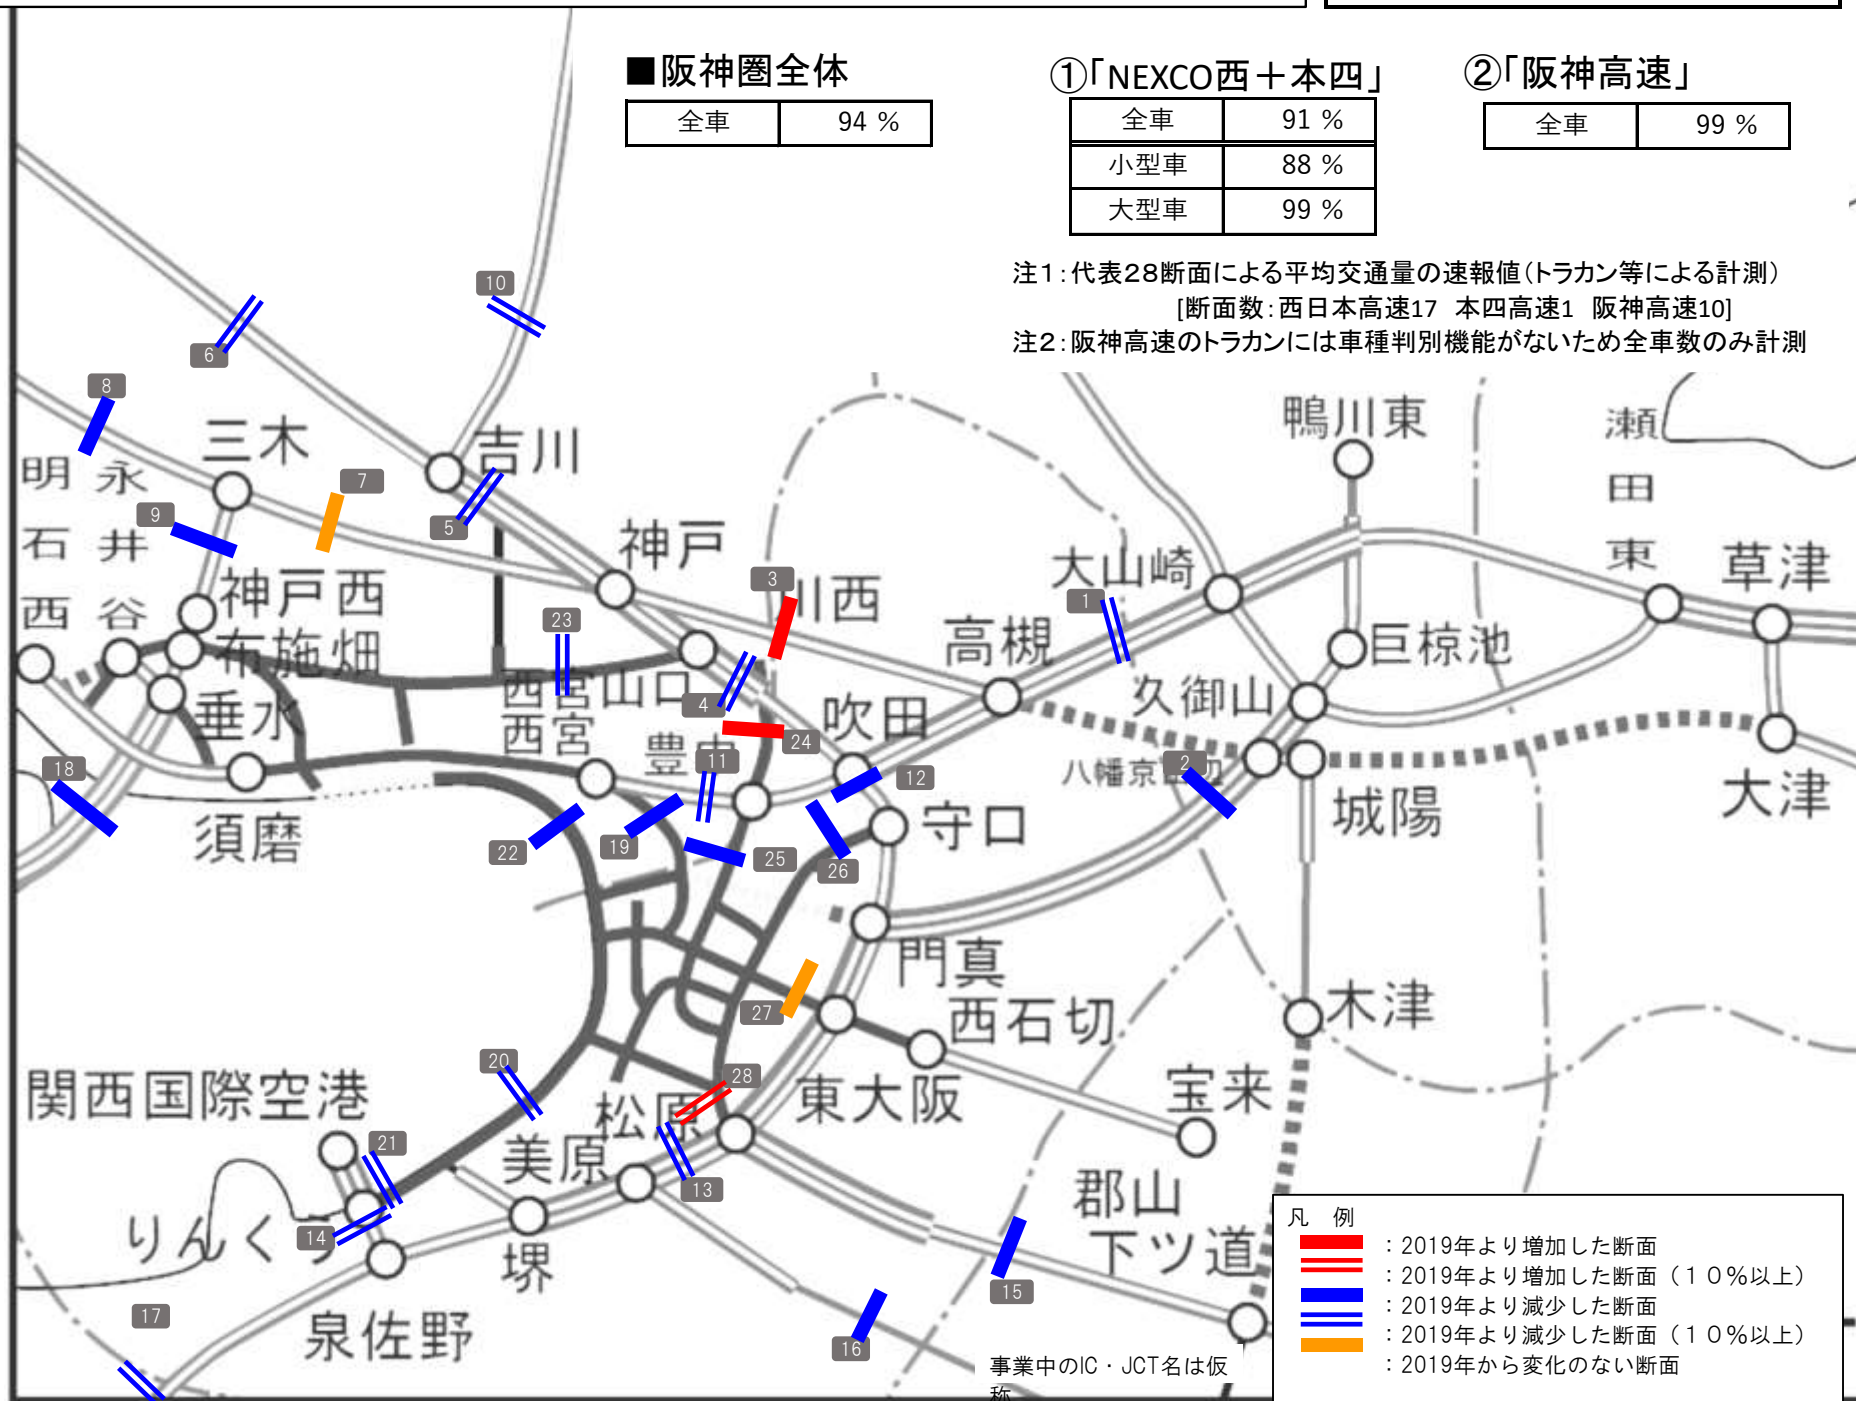 ■阪神圏全体
全車 94 %
①「NEXCO西＋本四」
全車 91 %
小型車 88 %
大型車 99 %
②「阪神高速」
全車 99 %
注1：代表28断面による平均交通量の速報値（トラカン等による計測）
[断面数：西日本高速17 本四高速1 阪神高速10]
注2：阪神高速のトラカンには車種判別機能がないため全車数のみ計測
10
6
8
三木
吉川
鴨川東
瀬田東
明石西
永井谷
7
9
5
神戸
神戸西
3
川西
大山崎
1
草津
布施畑
23
高槻
巨椋池
西宮山口
西宮
4
久御山
垂水
吹田
24
豊中
11
18
12
八幡京田辺
2
大津
須磨
22
19
25
26
守口
城陽
門真
27
西石切
木津
20
28
関西国際空港
松原
東大阪
宝来
21
美原
13
郡山
下ツ道
りんくう
14
堺
15
17
泉佐野
16
事業中のIC・JCT名は仮
称
凡 例
：2019年より増加した断面
：2019年より増加した断面（１０％以上）
：2019年より減少した断面
：2019年より減少した断面（１０％以上）
：2019年から変化のない断面